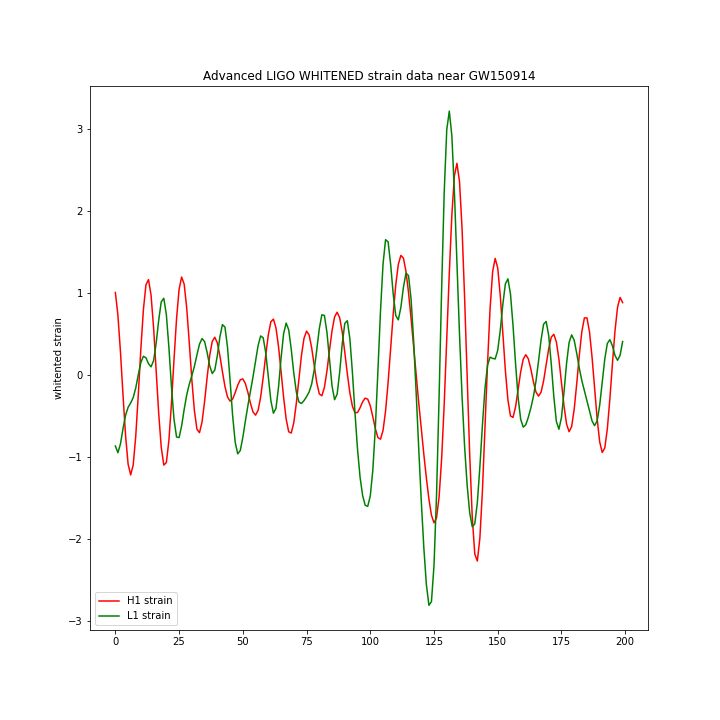 Advanced LIGO WHITENED strain data near GW150914
whitented strain
3
2
1
0
−1
−2
−3
H1 strain
L1 strain
0 25 50 75 100 125 150 175 200